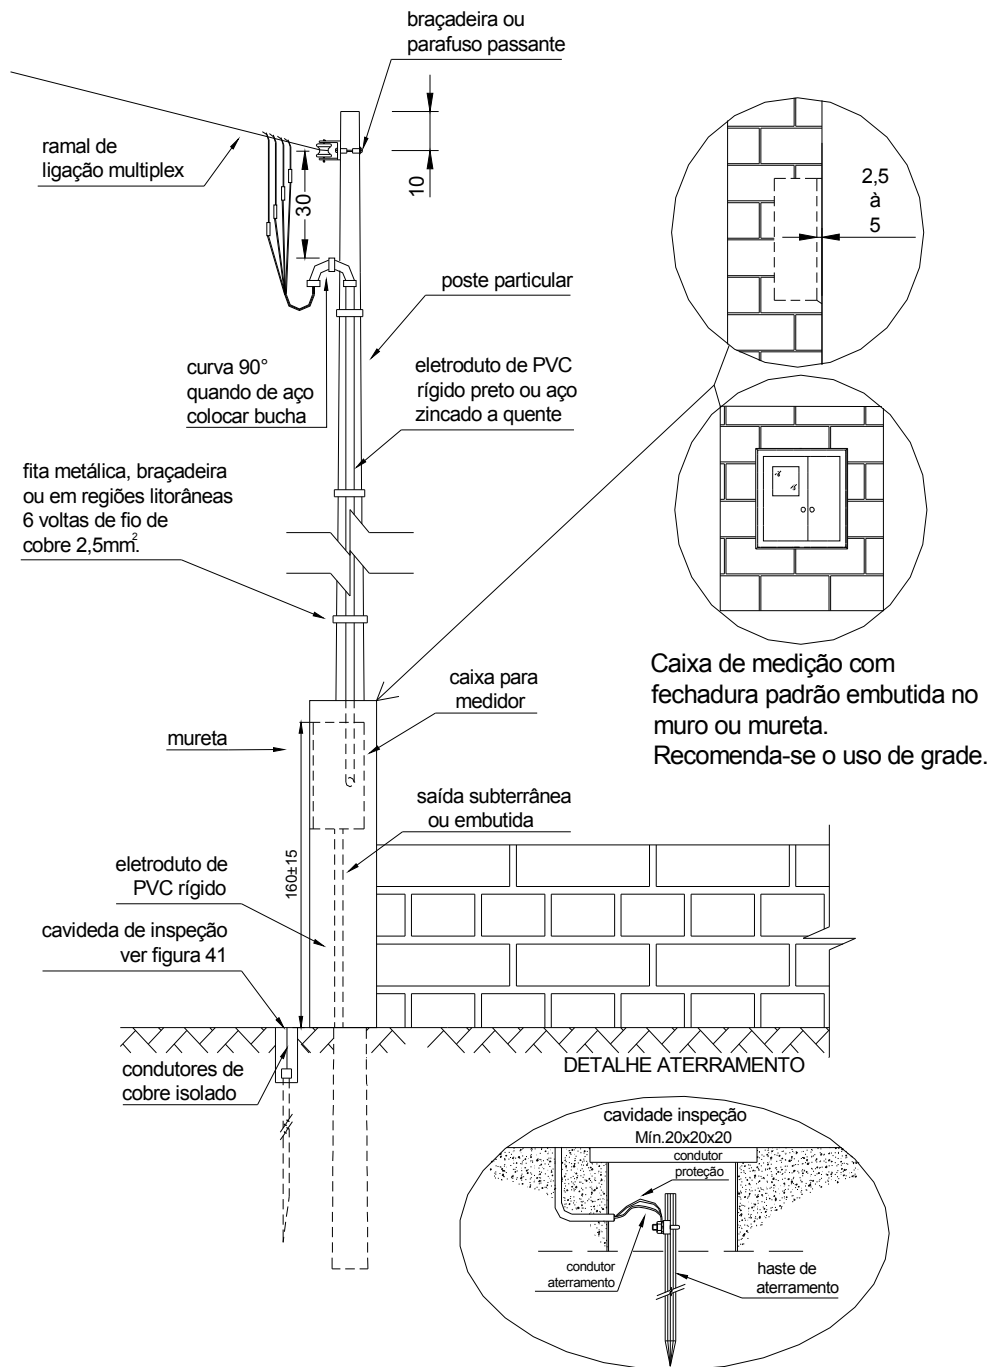 braçadeira ou
parafuso passante
ramal de
ligação multiplex
10
30
2,5
à
5
poste particular
curva 90°
quando de aço
colocar bucha
eletroduto de PVC
rígido preto ou aço
zincado a quente
fita metálica, braçadeira
ou em regiões litorâneas
6 voltas de fio de
cobre 2,5mm².
Caixa de medição com
fechadura padrão embutida no
muro ou mureta.
Recomenda-se o uso de grade.
caixa para
medidor
mureta
saída subterrânea
ou embutida
160±15
eletroduto de
PVC rígido
cavideda de inspeção
ver figura 41
condutores de
cobre isolado
DETALHE ATERRAMENTO
cavidade inspeção
Mín.20x20x20
condutor
proteção
condutor
aterramento
haste de
aterramento